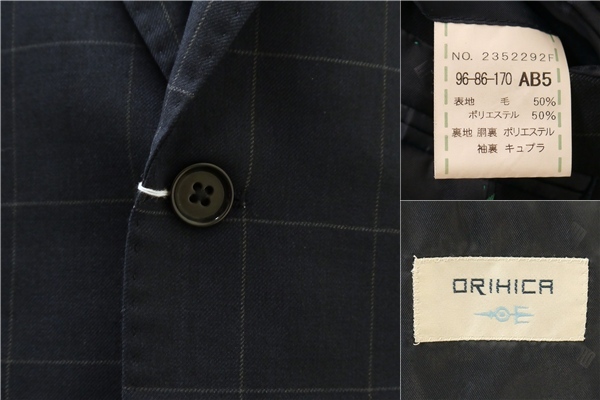 NO. 2352292F
96-86-170 AB5
表地 毛 50%
ポリエステル 50%
裏地 胴裏 ポリエステル
袖裏 キュプラ
ORIHICA